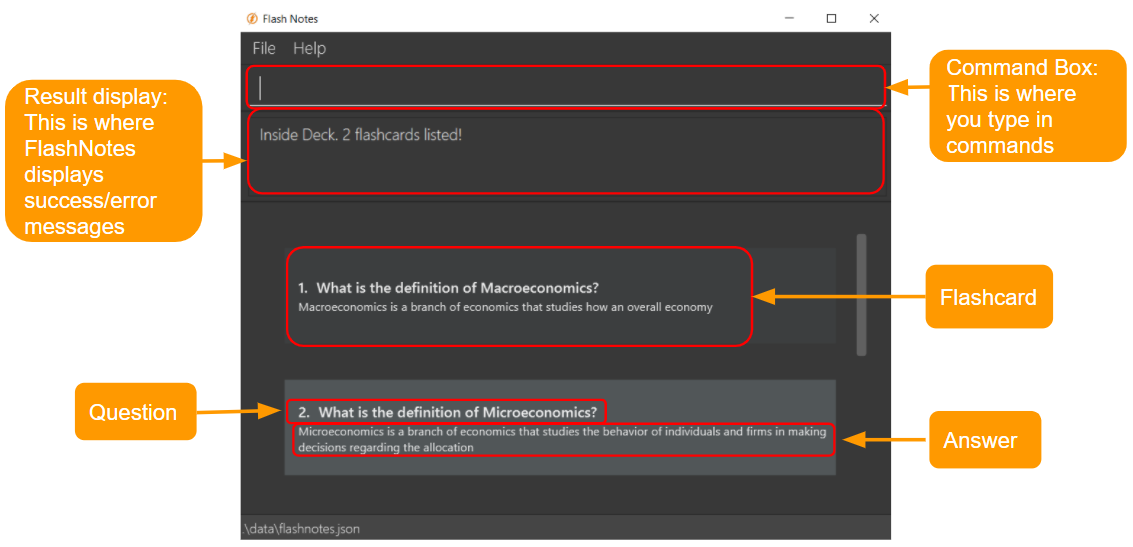 Flash Notes
File Help
Command Box:
This is where
you type in
commands
Result display:
This is where
FlashNotes
displays
success/error
messages
Inside Deck. 2 flashcards listed!
1. What is the definition of Macroeconomics?
Macroeconomics is a branch of economics that studies how an overall economy
Flashcard
Question
2. What is the definition of Microeconomics?
Microeconomics is a branch of economics that studies the behavior of individuals and firms in making
decisions regarding the allocation
Answer
.\data\flashnotes.json